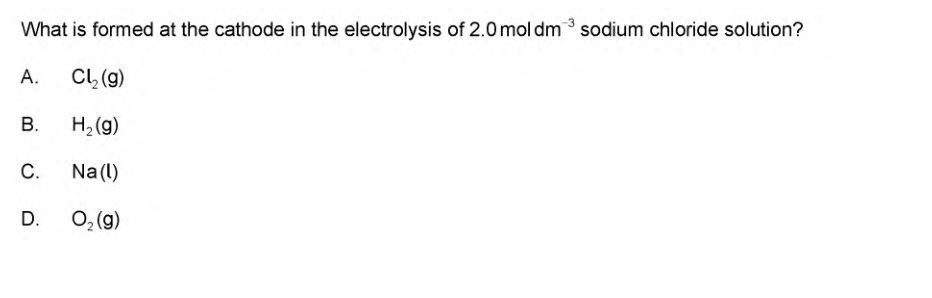 What is formed at the cathode in the electrolysis of 2.0 mol dm⁻³ sodium chloride solution?
A. Cl₂(g)
B. H₂(g)
C. Na(l)
D. O₂(g)